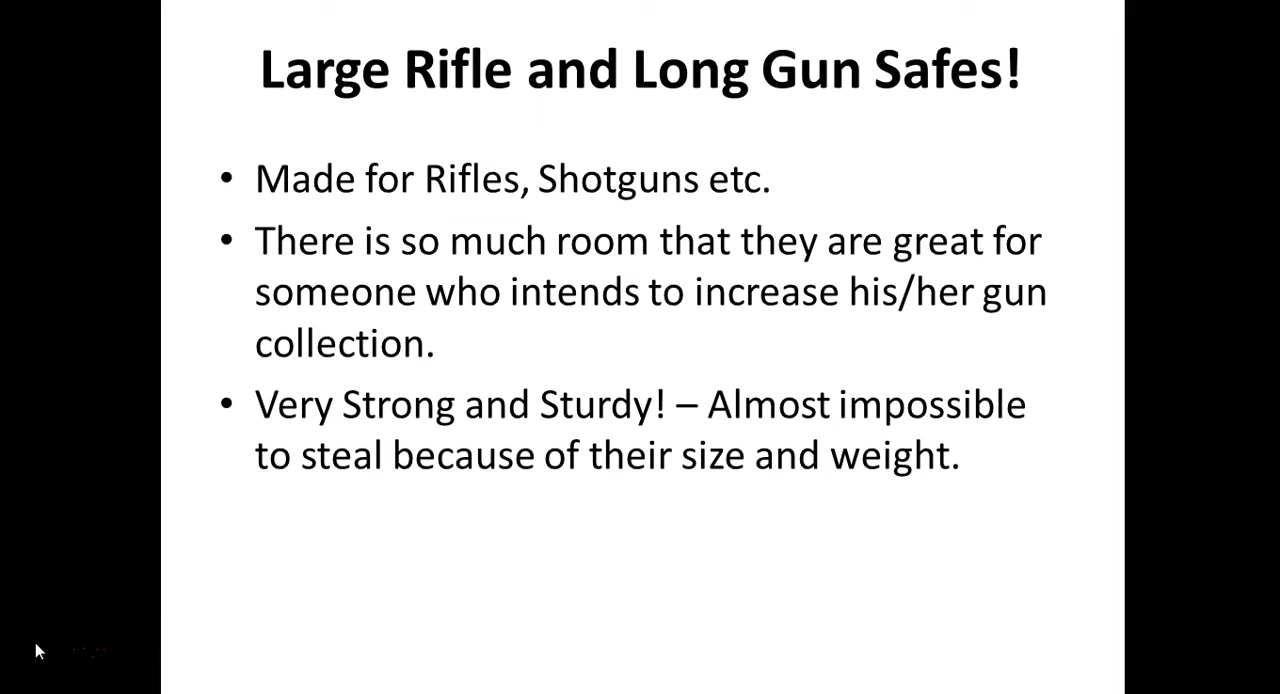 Large Rifle and Long Gun Safes!
• Made for Rifles, Shotguns etc.
• There is so much room that they are great for
someone who intends to increase his/her gun
collection.
• Very Strong and Sturdy! – Almost impossible
to steal because of their size and weight.